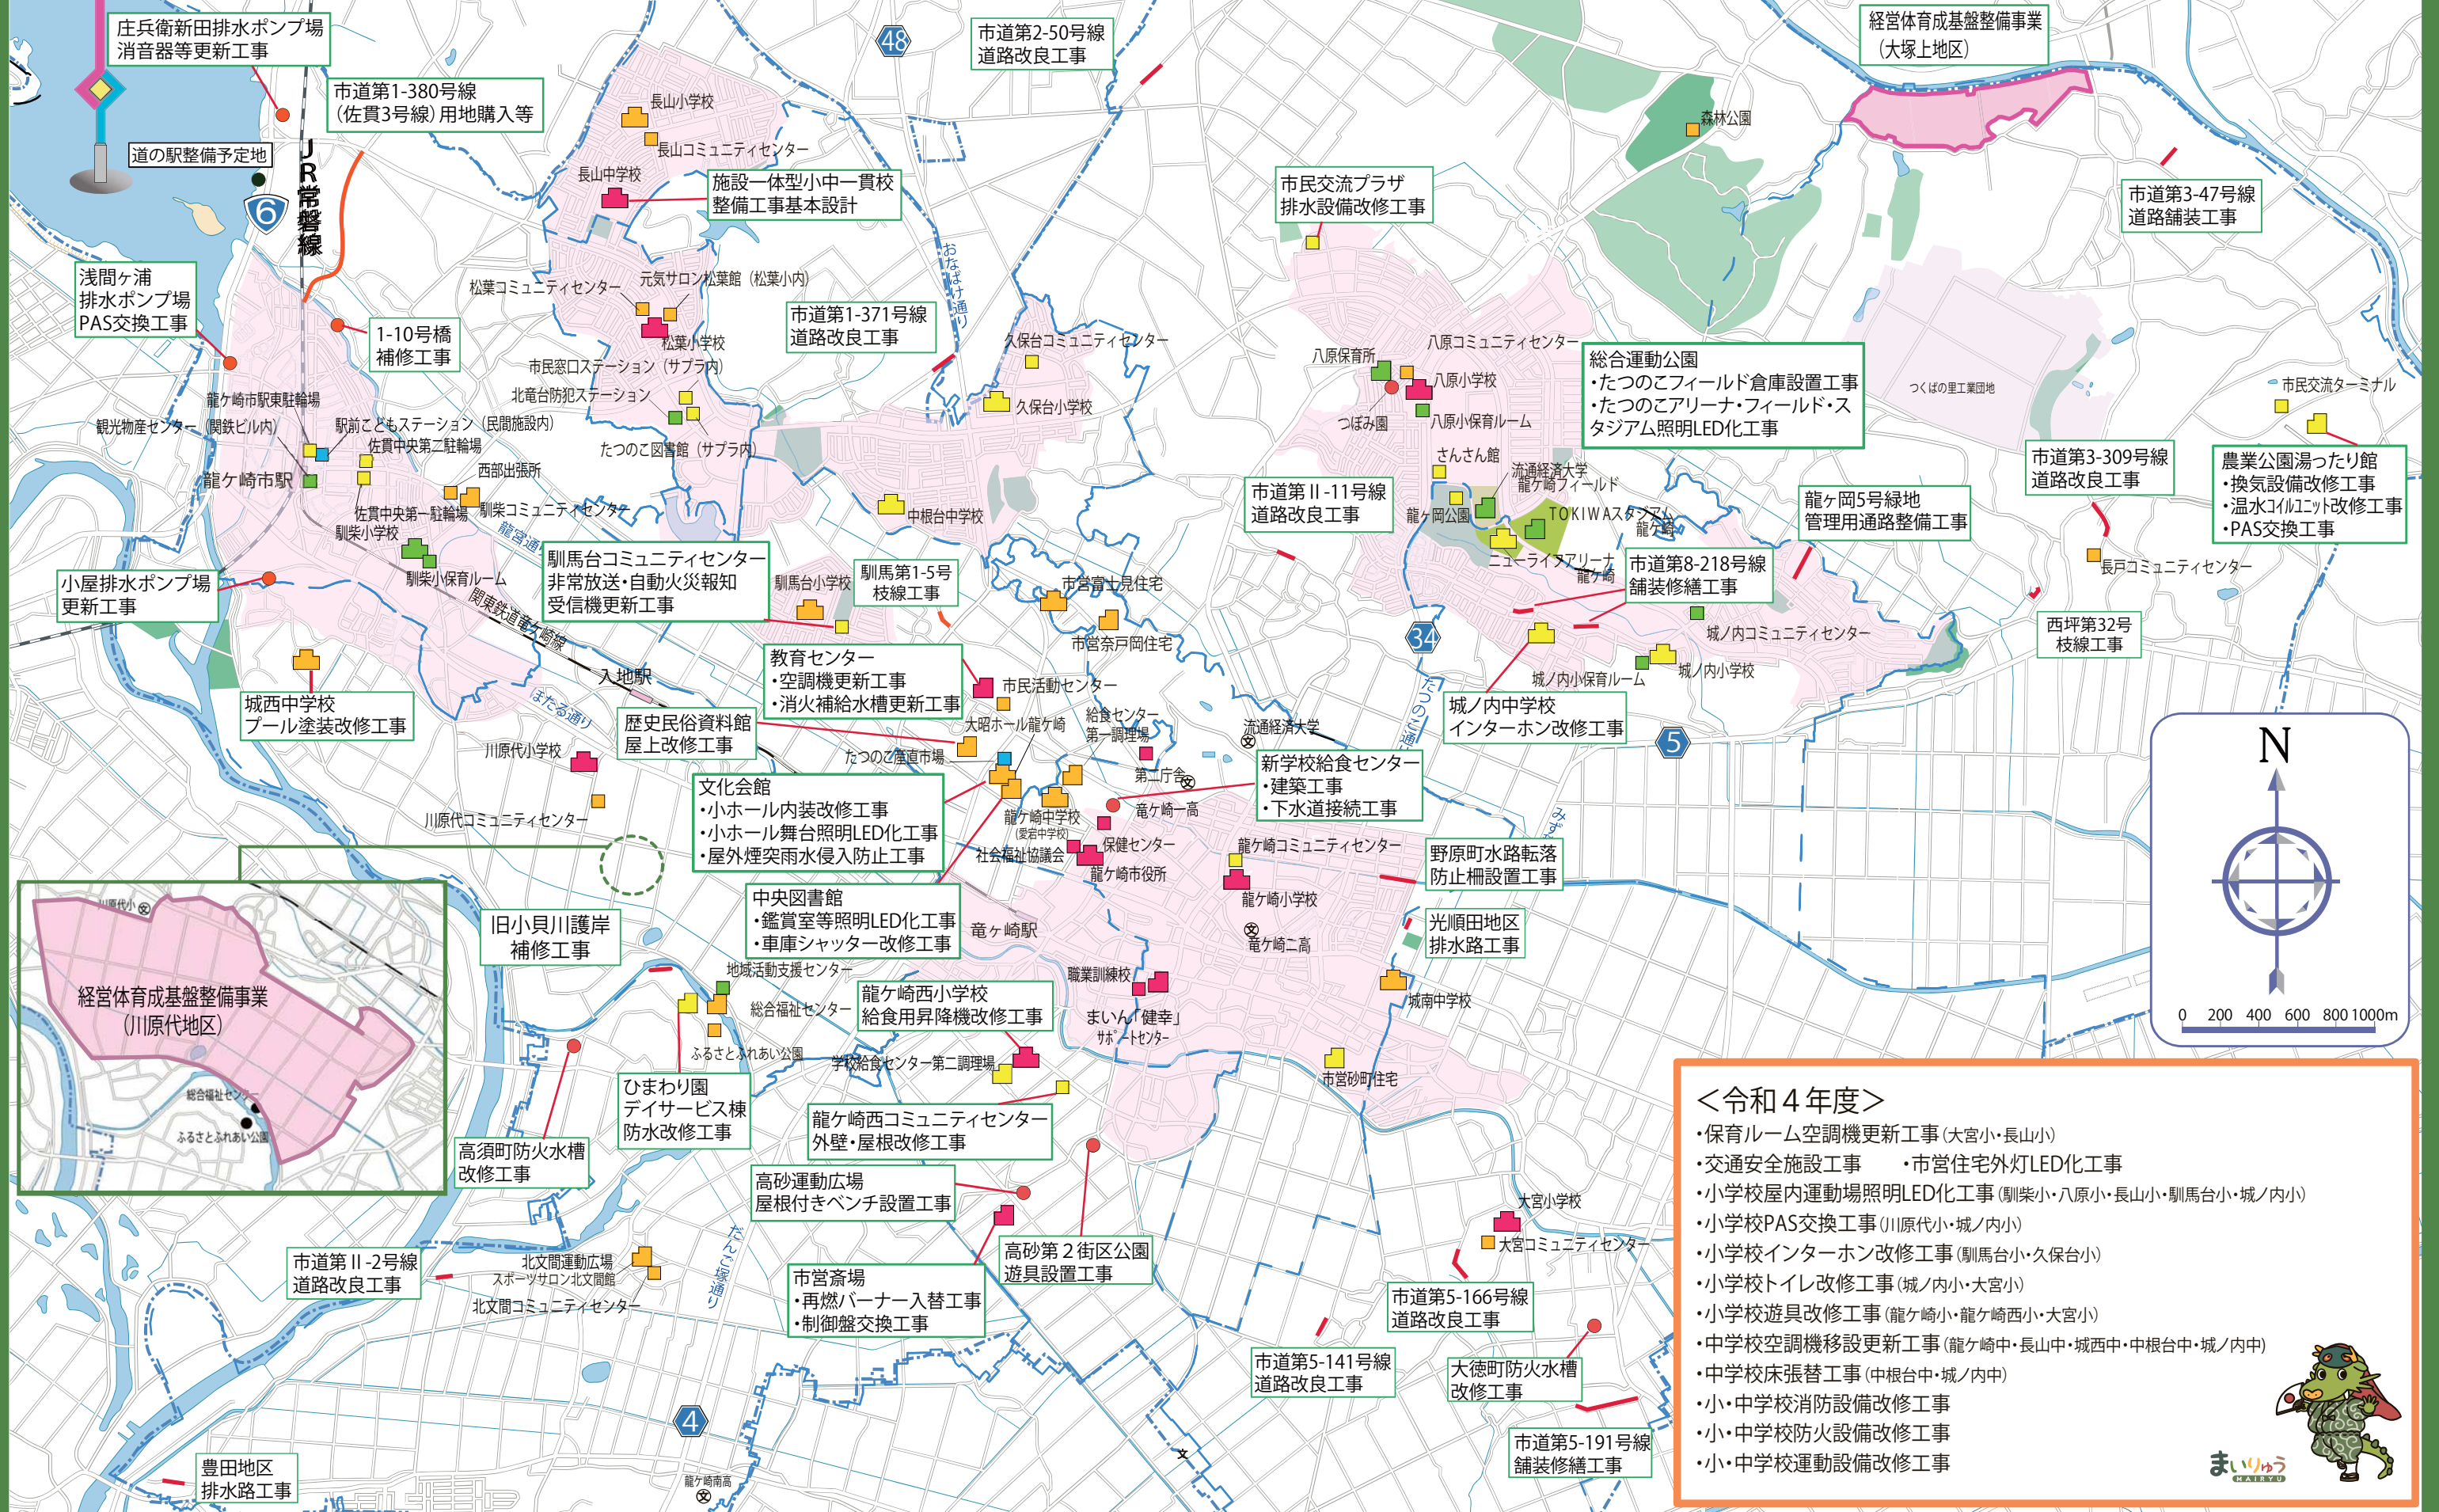 庄兵衛新田排水ポンプ場
消音器等更新工事
市道第1-380号線
(佐貫3号線)用地購入等
48
市道第2-50号線
道路改良工事
経営体育成基盤整備事業
(大塚上地区)
道の駅整備予定地
JR常磐線
6
長山小学校
長山コミュニティセンター
長山中学校
施設一体型小中一貫校
整備工事基本設計
森林公園
市民交流プラザ
排水設備改修工事
市道第3-47号線
道路舗装工事
浅間ヶ浦
排水ポンプ場
PAS交換工事
1-10号橋
補修工事
松葉コミュニティセンター
元気サロン松葉館(松葉小内)
松葉小学校
おなばけ通り
市道第1-371号線
道路改良工事
久保台コミュニティセンター
久保台小学校
市民窓口ステーション(サプラ内)
北竜台防犯ステーション
たつのこ図書館(サプラ内)
八原保育所
八原コミュニティセンター
八原小学校
つぼみ園
八原小保育ルーム
総合運動公園
・たつのこフィールド倉庫設置工事
・たつのこアリーナ・フィールド・ス
タジアム照明LED化工事
つくばの里工業団地
市民交流ターミナル
龍ケ崎市駅東駐輪場
観光物産センター(関鉄ビル内)
駅前こどもステーション(民間施設内)
佐貫中央第二駐輪場
西部出張所
龍ケ崎市駅
佐貫中央第一駐輪場
馴柴コミュニティセンター
馴柴小学校
馴柴小保育ルーム
龍宮通り
中根台中学校
さんさん館
流通経済大学
龍ケ崎フィールド
市道第Ⅱ-11号線
道路改良工事
龍ケ岡公園
TOKIWAスタジアム
龍ケ崎
ニューライフアリーナ
龍ケ崎
龍ヶ岡5号緑地
管理用通路整備工事
市道第3-309号線
道路改良工事
農業公園湯ったり館
・換気設備改修工事
・温水コイルユニット改修工事
・PAS交換工事
長戸コミュニティセンター
小屋排水ポンプ場
更新工事
関東鉄道竜ケ崎線
馴馬台コミュニティセンター
非常放送・自動火災報知
受信機更新工事
馴馬台小学校
馴馬第1-5号
枝線工事
市営富士見住宅
市営奈戸岡住宅
市道第8-218号線
舗装修繕工事
34
城ノ内コミュニティセンター
城ノ内小学校
城ノ内小保育ルーム
西坪第32号
枝線工事
城西中学校
プール塗装改修工事
入地駅
ほたる通り
教育センター
・空調機更新工事
・消火補給水槽更新工事
市民活動センター
歴史民俗資料館
屋上改修工事
大昭ホール龍ケ崎
給食センター
第一調理場
たつのこ産直市場
第二庁舎
流通経済大学
たつのこ通り
城ノ内中学校
インターホン改修工事
5
川原代小学校
川原代コミュニティセンター
文化会館
・小ホール内装改修工事
・小ホール舞台照明LED化工事
・屋外煙突雨水侵入防止工事
龍ケ崎中学校
(愛宕中学校)
竜ケ崎一高
新学校給食センター
・建築工事
・下水道接続工事
社会福祉協議会
保健センター
龍ケ崎市役所
龍ケ崎コミュニティセンター
龍ケ崎小学校
竜ケ崎二高
野原町水路転落
防止柵設置工事
光順田地区
排水路工事
N
0 200 400 600 800 1000m
川原代小
経営体育成基盤整備事業
(川原代地区)
総合福祉センター
ふるさとふれあい公園
旧小貝川護岸
補修工事
中央図書館
・鑑賞室等照明LED化工事
・車庫シャッター改修工事
竜ヶ崎駅
地域活動支援センター
総合福祉センター
ふるさとふれあい公園
龍ケ崎西小学校
給食用昇降機改修工事
職業訓練校
まいん「健幸」
サポートセンター
城南中学校
学校給食センター第二調理場
市営砂町住宅
ひまわり園
デイサービス棟
防水改修工事
龍ケ崎西コミュニティセンター
外壁・屋根改修工事
高須町防火水槽
改修工事
高砂運動広場
屋根付きベンチ設置工事
高砂第2街区公園
遊具設置工事
大宮小学校
大宮コミュニティセンター
市道第Ⅱ-2号線
道路改良工事
北文間運動広場
スポーツサロン北文間館
北文間コミュニティセンター
だんご塚通り
市営斎場
・再燃バーナー入替工事
・制御盤交換工事
市道第5-166号線
道路改良工事
市道第5-141号線
道路改良工事
大徳町防火水槽
改修工事
市道第5-191号線
舗装修繕工事
4
龍ケ崎南高
豊田地区
排水路工事
<令和4年度>
・保育ルーム空調機更新工事(大宮小・長山小)
・交通安全施設工事 ・市営住宅外灯LED化工事
・小学校屋内運動場照明LED化工事(馴柴小・八原小・長山小・馴馬台小・城ノ内小)
・小学校PAS交換工事(川原代小・城ノ内小)
・小学校インターホン改修工事(馴馬台小・久保台小)
・小学校トイレ改修工事(城ノ内小・大宮小)
・小学校遊具改修工事(龍ケ崎小・龍ケ崎西小・大宮小)
・中学校空調機移設更新工事(龍ケ崎中・長山中・城西中・中根台中・城ノ内中)
・中学校床張替工事(中根台中・城ノ内中)
・小・中学校消防設備改修工事
・小・中学校防火設備改修工事
・小・中学校運動設備改修工事
まいりゅう
MAIRYU